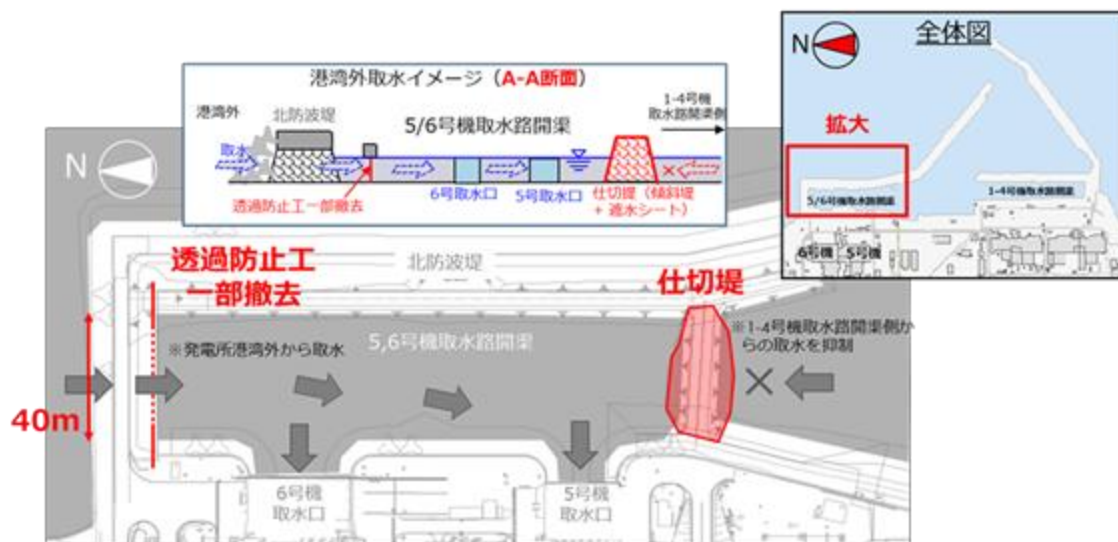 港湾外取水イメージ（A-A断面）
港湾外
北防波堤
5/6号機取水路開渠
1-4号機
取水路開渠側
取水
6号取水口
5号取水口
透過防止工一部撤去
仕切堤（傾斜堤
+ 遮水シート）
N
全体図
拡大
5/6号機取水路開渠
1-4号機取水路開渠
6号機
5号機
N
透過防止工
一部撤去
北防波堤
仕切堤
※発電所港湾外から取水
5,6号機取水路開渠
※1-4号機取水路開渠側か
らの取水を抑制
40m
6号機
取水口
5号機
取水口